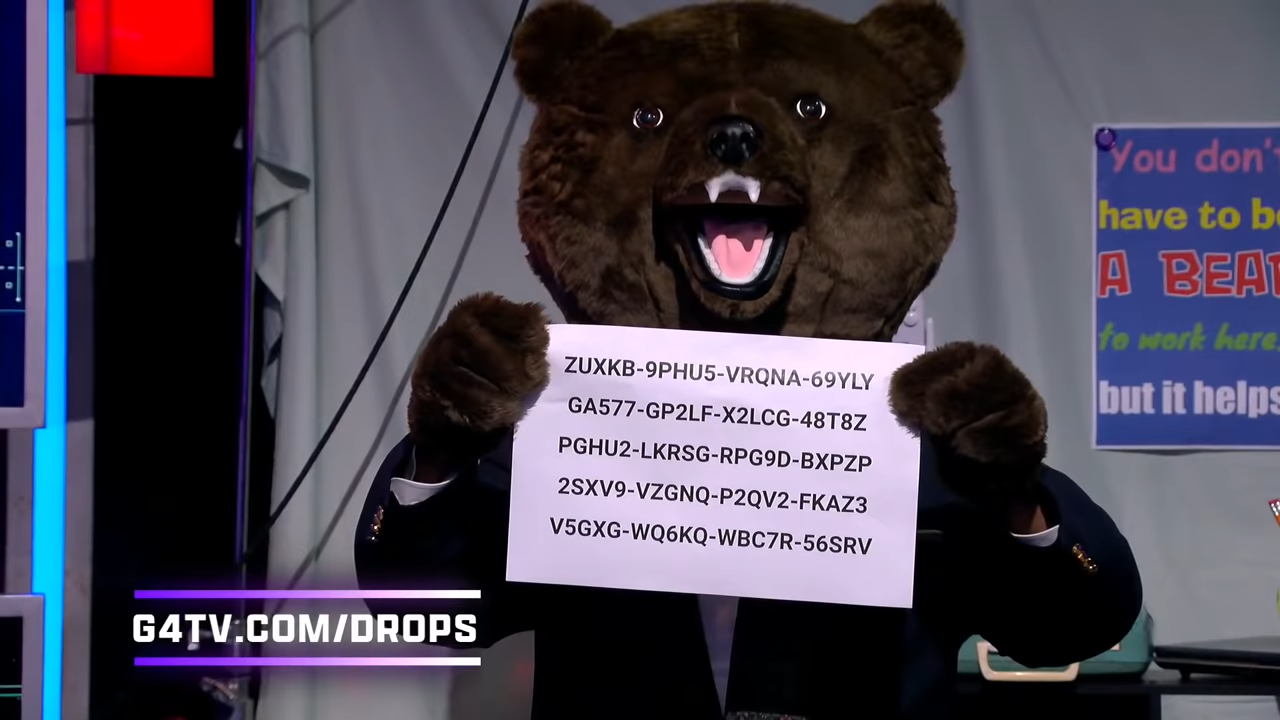 ZUXKB-9PHU5-VRQNA-69YLY
GA577-GP2LF-X2LCG-48T8Z
PGHU2-LKRSG-RPG9D-BXPZP
2SXV9-VZGNQ-P2QV2-FKAZ3
V5GXG-WQ6KQ-WBC7R-56SRV
You don't
have to be
A BEAR
to work here
but it helps
G4TV.COM/DROPS